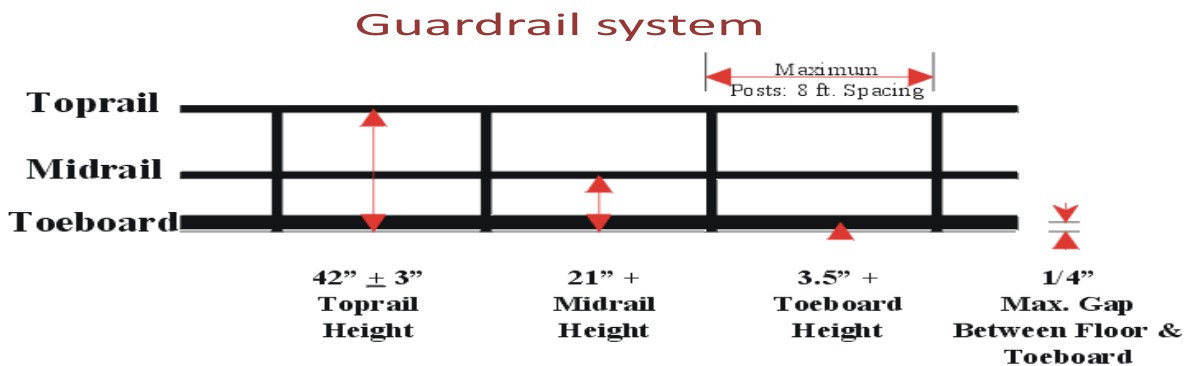 Guardrail system
Maximum
Posts: 8 ft. Spacing
Toprail
Midrail
Toeboard
42” ± 3”
Toprail
Height
21” +
Midrail
Height
3.5” +
Toeboard
Height
1/4”
Max. Gap
Between Floor &
Toeboard